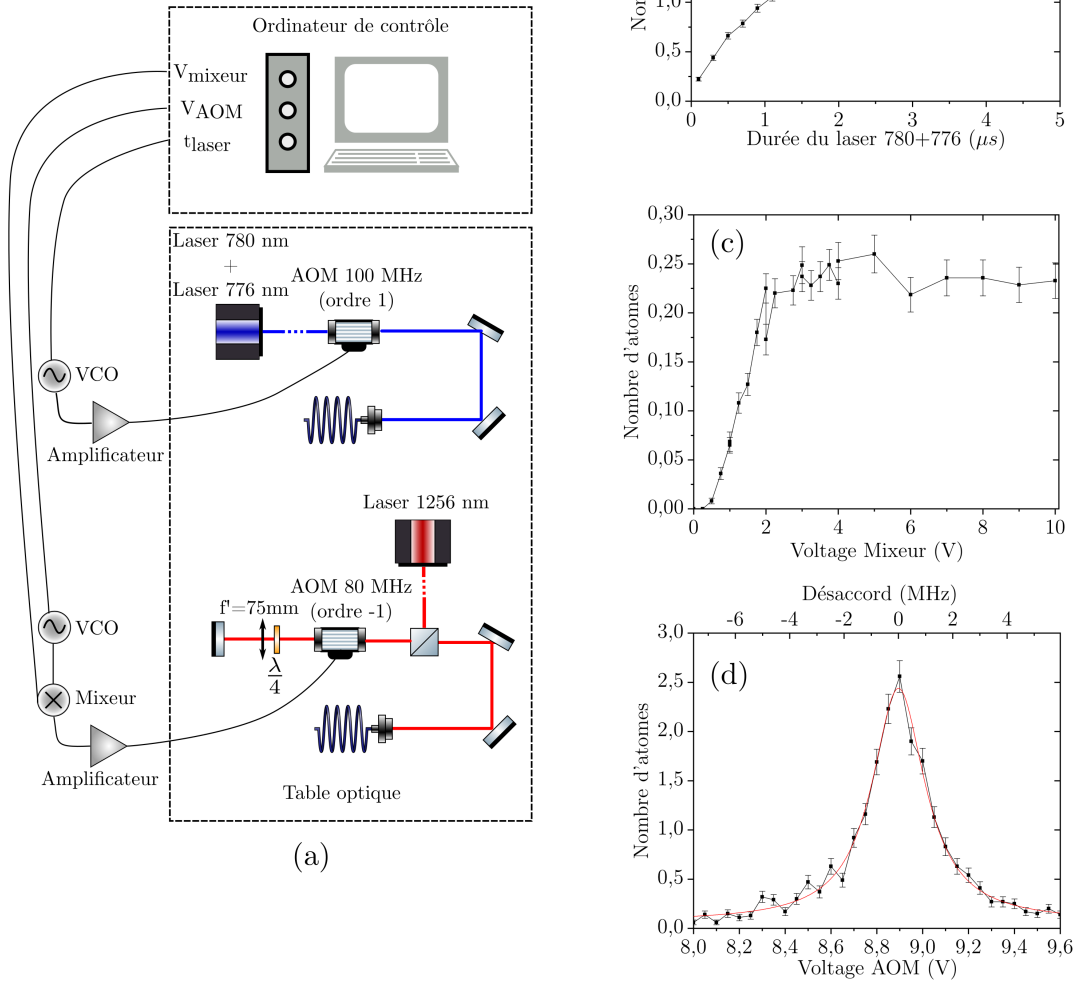 Ordinateur de contrôle
Vmixeur
VAOM
tlaser
Laser 780 nm
+
Laser 776 nm
AOM 100 MHz
(ordre 1)
VCO
Amplificateur
Laser 1256 nm
AOM 80 MHz
(ordre -1)
f'=75mm
λ
4
VCO
Mixeur
Amplificateur
Table optique
(a)
1,0
0,5
0,0
0 1 2 3 4 5
Durée du laser 780+776 (μs)
(c)
0,30
0,25
0,20
0,15
0,10
0,05
0,00
Nombre d'atomes
0 2 4 6 8 10
Voltage Mixeur (V)
Désaccord (MHz)
-6 -4 -2 0 2 4
(d)
3,0
2,5
2,0
1,5
1,0
0,5
0,0
Nombre d'atomes
8,0 8,2 8,4 8,6 8,8 9,0 9,2 9,4 9,6
Voltage AOM (V)